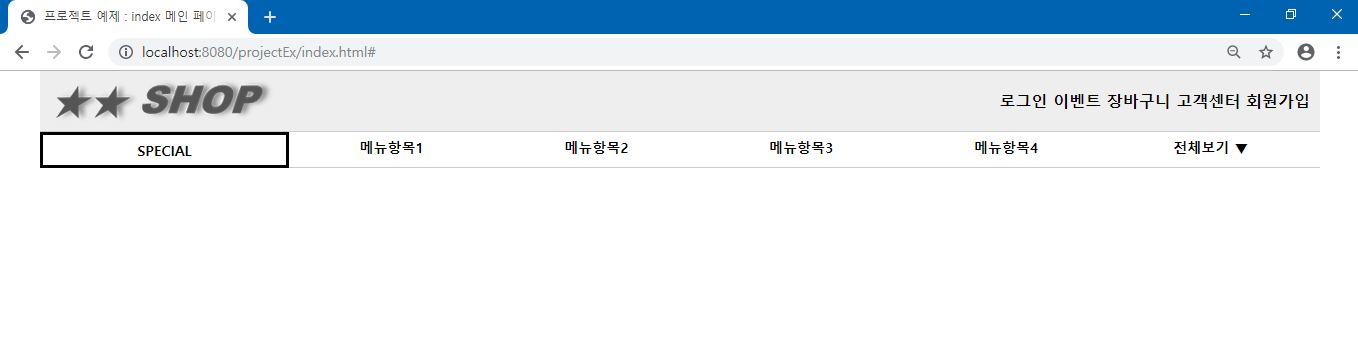 프로젝트 예제 : index 메인 페이
localhost:8080/projectEx/index.html#
★★ SHOP
로그인 이벤트 장바구니 고객센터 회원가입
SPECIAL 메뉴항목1 메뉴항목2 메뉴항목3 메뉴항목4 전체보기 ▼